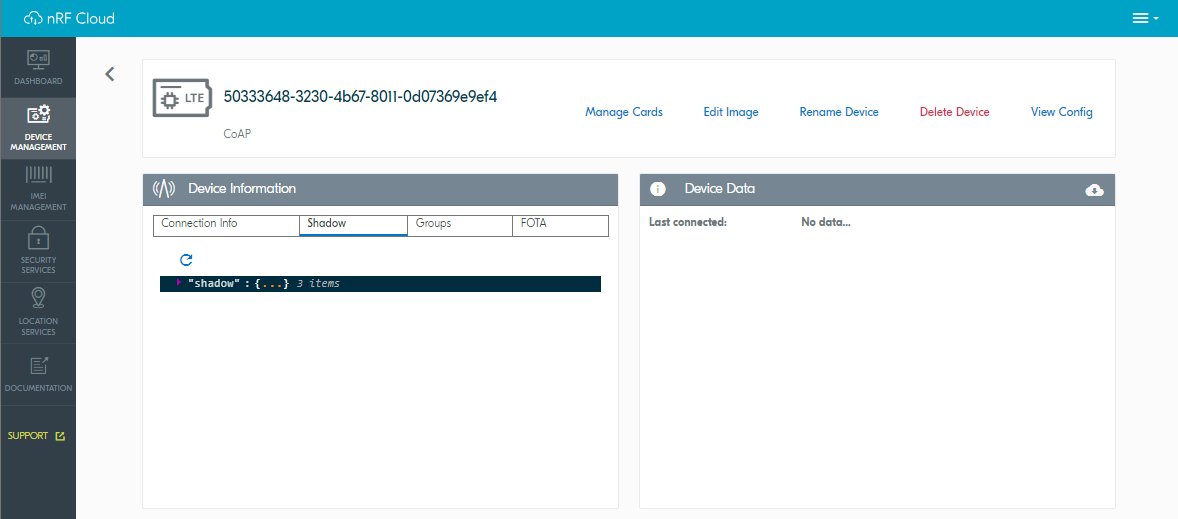 nRF Cloud
DASHBOARD
DEVICE
MANAGEMENT
IMEI
MANAGEMENT
SECURITY
SERVICES
LOCATION
SERVICES
DOCUMENTATION
SUPPORT
LTE
50333648-3230-4b67-8011-0d07369e9ef4
CoAP
Manage Cards
Edit Image
Rename Device
Delete Device
View Config
Device Information
Connection Info
Shadow
Groups
FOTA
"shadow" : {...} 3 items
Device Data
Last connected: No data...